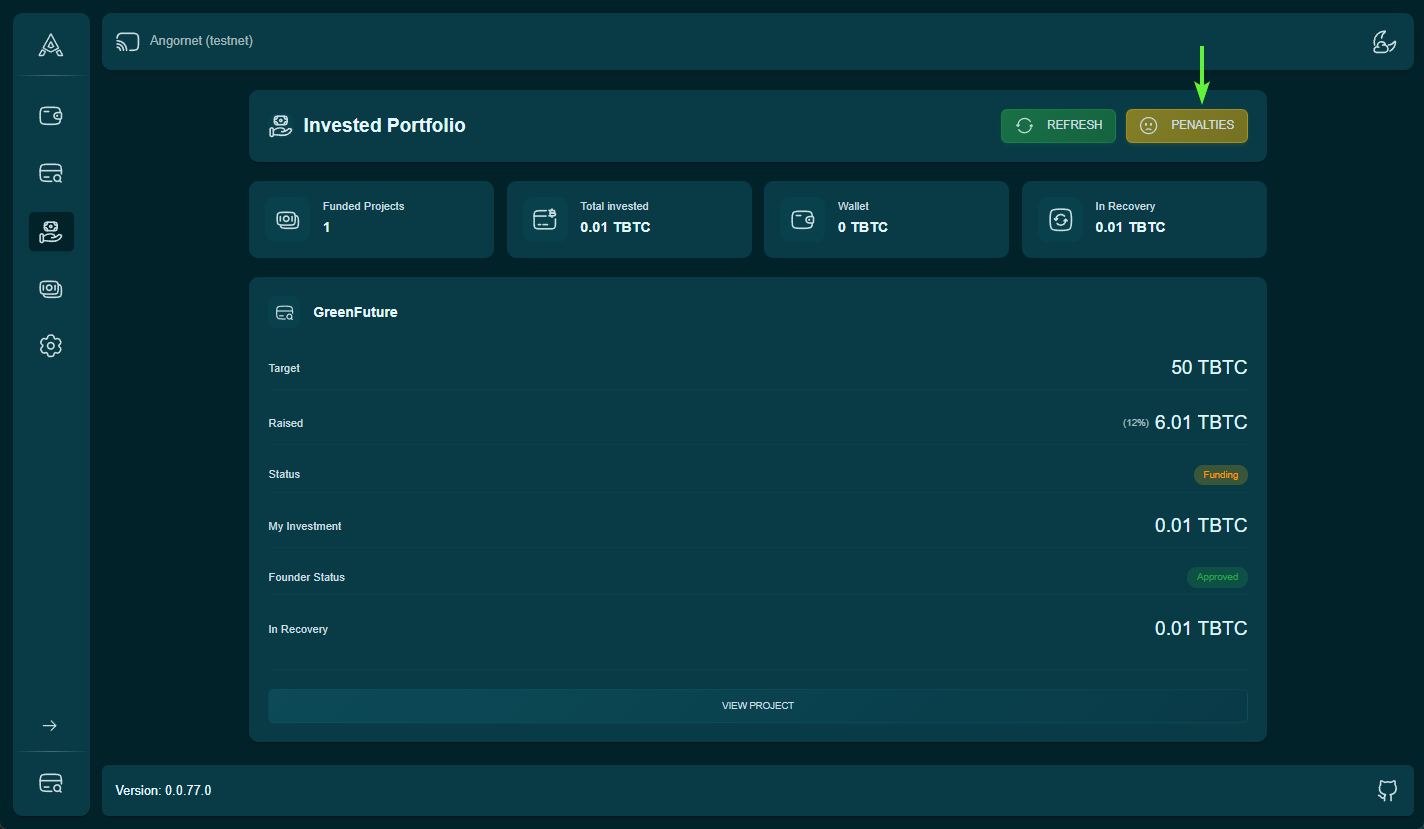 Angornet (testnet)
Invested Portfolio
REFRESH
PENALTIES
Funded Projects
1
Total invested
0.01 TBTC
Wallet
0 TBTC
In Recovery
0.01 TBTC
GreenFuture
Target
50 TBTC
Raised
(12%) 6.01 TBTC
Status
Funding
My Investment
0.01 TBTC
Founder Status
Approved
In Recovery
0.01 TBTC
VIEW PROJECT
Version: 0.0.77.0